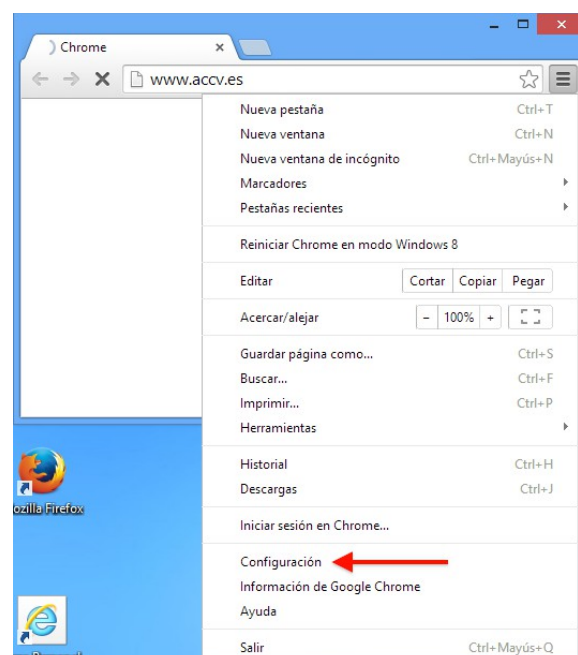 Chrome
www.accv.es
Nueva pestaña Ctrl+T
Nueva ventana Ctrl+N
Nueva ventana de incógnito Ctrl+Mayús+N
Marcadores
Pestañas recientes
Reiniciar Chrome en modo Windows 8
Editar Cortar Copiar Pegar
Acercar/alejar - 100% +
Guardar página como... Ctrl+S
Buscar... Ctrl+F
Imprimir... Ctrl+P
Herramientas
Historial Ctrl+H
Descargas Ctrl+J
Iniciar sesión en Chrome...
Configuración
Información de Google Chrome
Ayuda
Salir Ctrl+Mayús+Q
ozilla Firefox